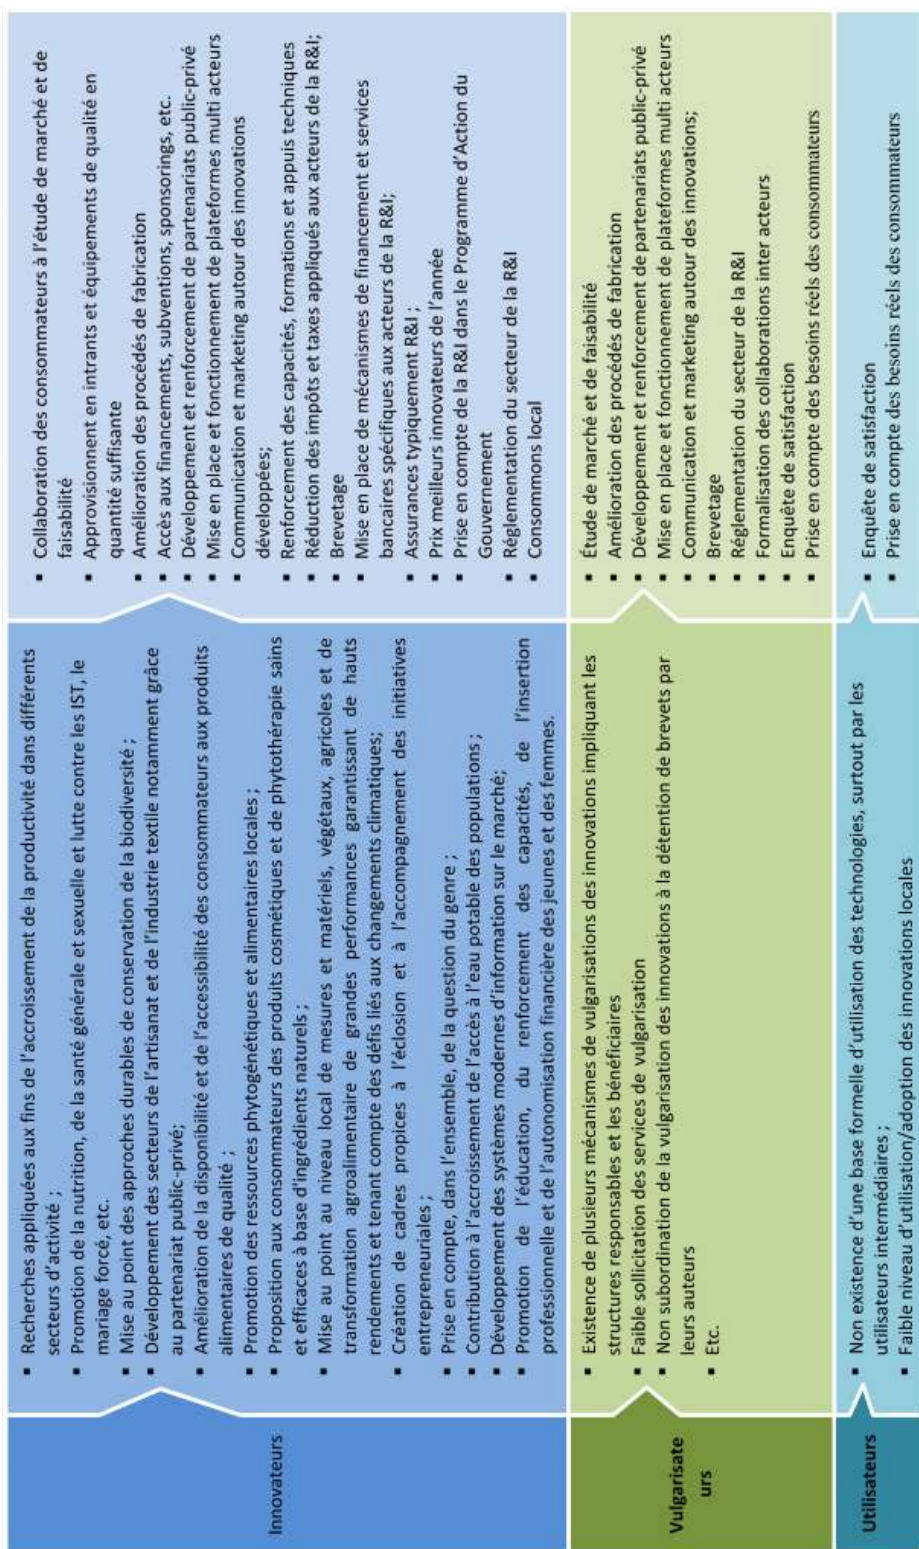 Innovateurs
▪ Recherches appliquées aux fins de l'accroissement de la productivité dans différents
secteurs d'activité ;
▪ Promotion de la nutrition, de la santé générale et sexuelle et lutte contre les IST, le
mariage forcé, etc.
▪ Mise au point des approches durables de conservation de la biodiversité ;
▪ Développement des secteurs de l'artisanat et de l'industrie textile notamment grâce
au partenariat public-privé;
▪ Amélioration de la disponibilité et de l'accessibilité des consommateurs aux produits
alimentaires de qualité ;
▪ Promotion des ressources phytogénétiques et alimentaires locales ;
▪ Proposition aux consommateurs des produits cosmétiques et de phytothérapie sains
et efficaces à base d'ingrédients naturels ;
▪ Mise au point au niveau local de mesures et matériels, végétaux, agricoles et de
transformation agroalimentaire de grandes performances garantissant de hauts
rendements et tenant compte des défis liés aux changements climatiques;
▪ Création de cadres propices à l'éclosion et à l'accompagnement des initiatives
entrepreneuriales ;
▪ Prise en compte, dans l'ensemble, de la question du genre ;
▪ Contribution à l'accroissement de l'accès à l'eau potable des populations ;
▪ Développement des systèmes modernes d'information sur le marché;
▪ Promotion de l'éducation, du renforcement des capacités, de l'insertion
professionnelle et de l'autonomisation financière des jeunes et des femmes.
▪ Collaboration des consommateurs à l'étude de marché et de
faisabilité
▪ Approvisionnent en intrants et équipements de qualité en
quantité suffisante
▪ Amélioration des procédés de fabrication
▪ Accès aux financements, subventions, sponsorings, etc.
▪ Développement et renforcement de partenariats public-privé
▪ Mise en place et fonctionnement de plateformes multi acteurs
▪ Communication et marketing autour des innovations
développées;
▪ Renforcement des capacités, formations et appuis techniques
▪ Réduction des impôts et taxes appliqués aux acteurs de la R&I;
▪ Brevetage
▪ Mise en place de mécanismes de financement et services
bancaires spécifiques aux acteurs de la R&I;
▪ Assurances typiquement R&I ;
▪ Prix meilleurs innovateurs de l'année
▪ Prise en compte de la R&I dans le Programme d'Action du
Gouvernement
▪ Réglementation du secteur de la R&I
▪ Consommons local
Vulgarisate
urs
▪ Existence de plusieurs mécanismes de vulgarisations des innovations impliquant les
structures responsables et les bénéficiaires
▪ Faible sollicitation des services de vulgarisation
▪ Non subordination de la vulgarisation des innovations à la détention de brevets par
leurs auteurs
▪ Etc.
▪ Étude de marché et de faisabilité
▪ Amélioration des procédés de fabrication
▪ Développement et renforcement de partenariats public-privé
▪ Mise en place et fonctionnement de plateformes multi acteurs
▪ Communication et marketing autour des innovations;
▪ Brevetage
▪ Réglementation du secteur de la R&I
▪ Formalisation des collaborations inter acteurs
▪ Enquête de satisfaction
▪ Prise en compte des besoins réels des consommateurs
Utilisateurs
▪ Non existence d'une base formelle d'utilisation des technologies, surtout par les
utilisateurs intermédiaires ;
▪ Faible niveau d'utilisation/adoption des innovations locales
▪ Enquête de satisfaction
▪ Prise en compte des besoins réels des consommateurs